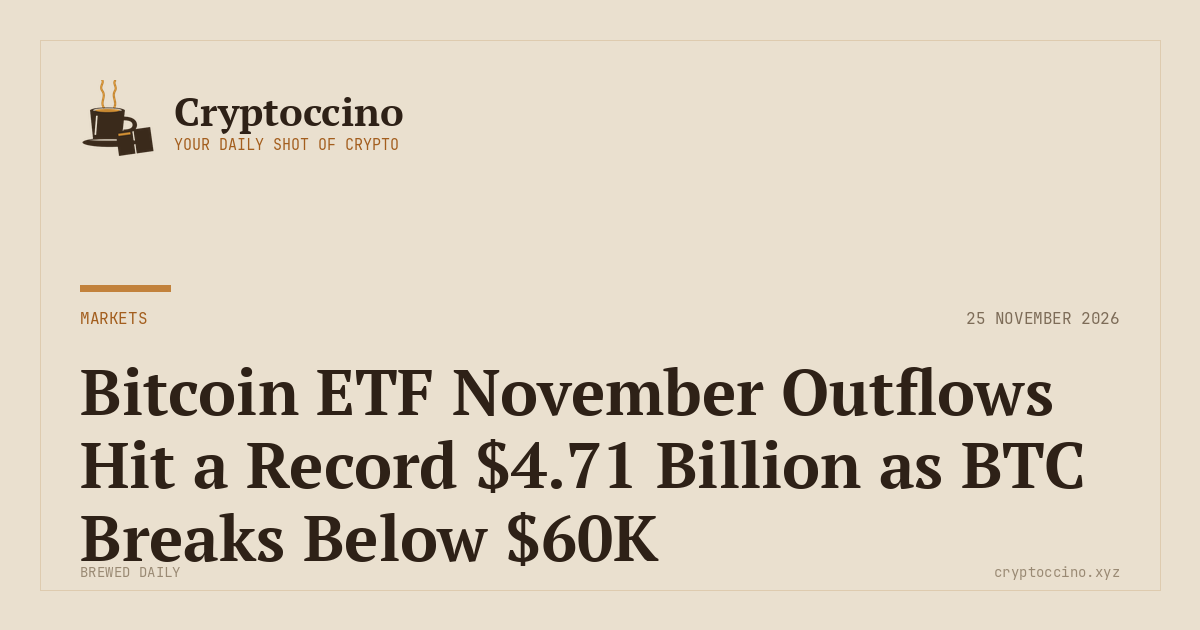 Cryptoccino
YOUR DAILY SHOT OF CRYPTO
MARKETS
25 NOVEMBER 2026
Bitcoin ETF November Outflows
Hit a Record $4.71 Billion as BTC
Breaks Below $60K
BREWED DAILY
cryptoccino.xyz